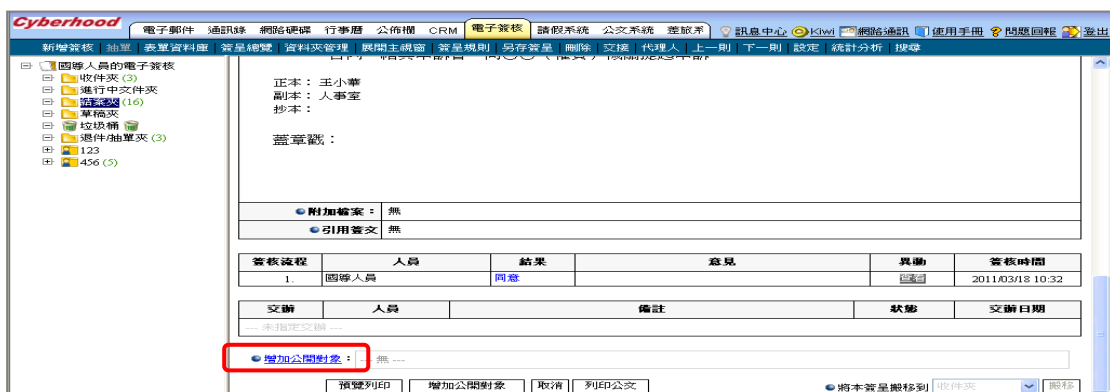 Cyberhood
電子郵件 通訊錄 網路硬碟 行事曆 公佈欄 CRM 電子簽核 請假系統 公文系統 差旅系 訊息中心 Kiwi 網路通訊 使用手冊 問題回報 登出
新增簽核 抽單 表單資料庫 簽呈總覽 資料夾管理 展開主視窗 簽呈規則 另存簽呈 刪除 交接 代理人 上一則 下一則 設定 統計分析 搜尋
國勞人員的電子簽核
收件夾 (3)
進行中文件夾
結案夾 (16)
草稿夾
垃圾桶
退件/抽單夾 (3)
123
456 (5)
正本：王小華
副本：人事室
抄本：
蓋章戳：
附加檔案： 無
引用簽文 無
簽核流程 人員 結果 意見 異動 簽核時間
1. 國勞人員 同意 查看 2011/03/18 10:32
交辦 人員 備註 狀態 交辦日期
--- 未指定交辦 ---
增加公開對象： --- 無 ---
預覽列印 增加公開對象 取消 列印公文 將本簽呈搬移到 收件夾 搬移